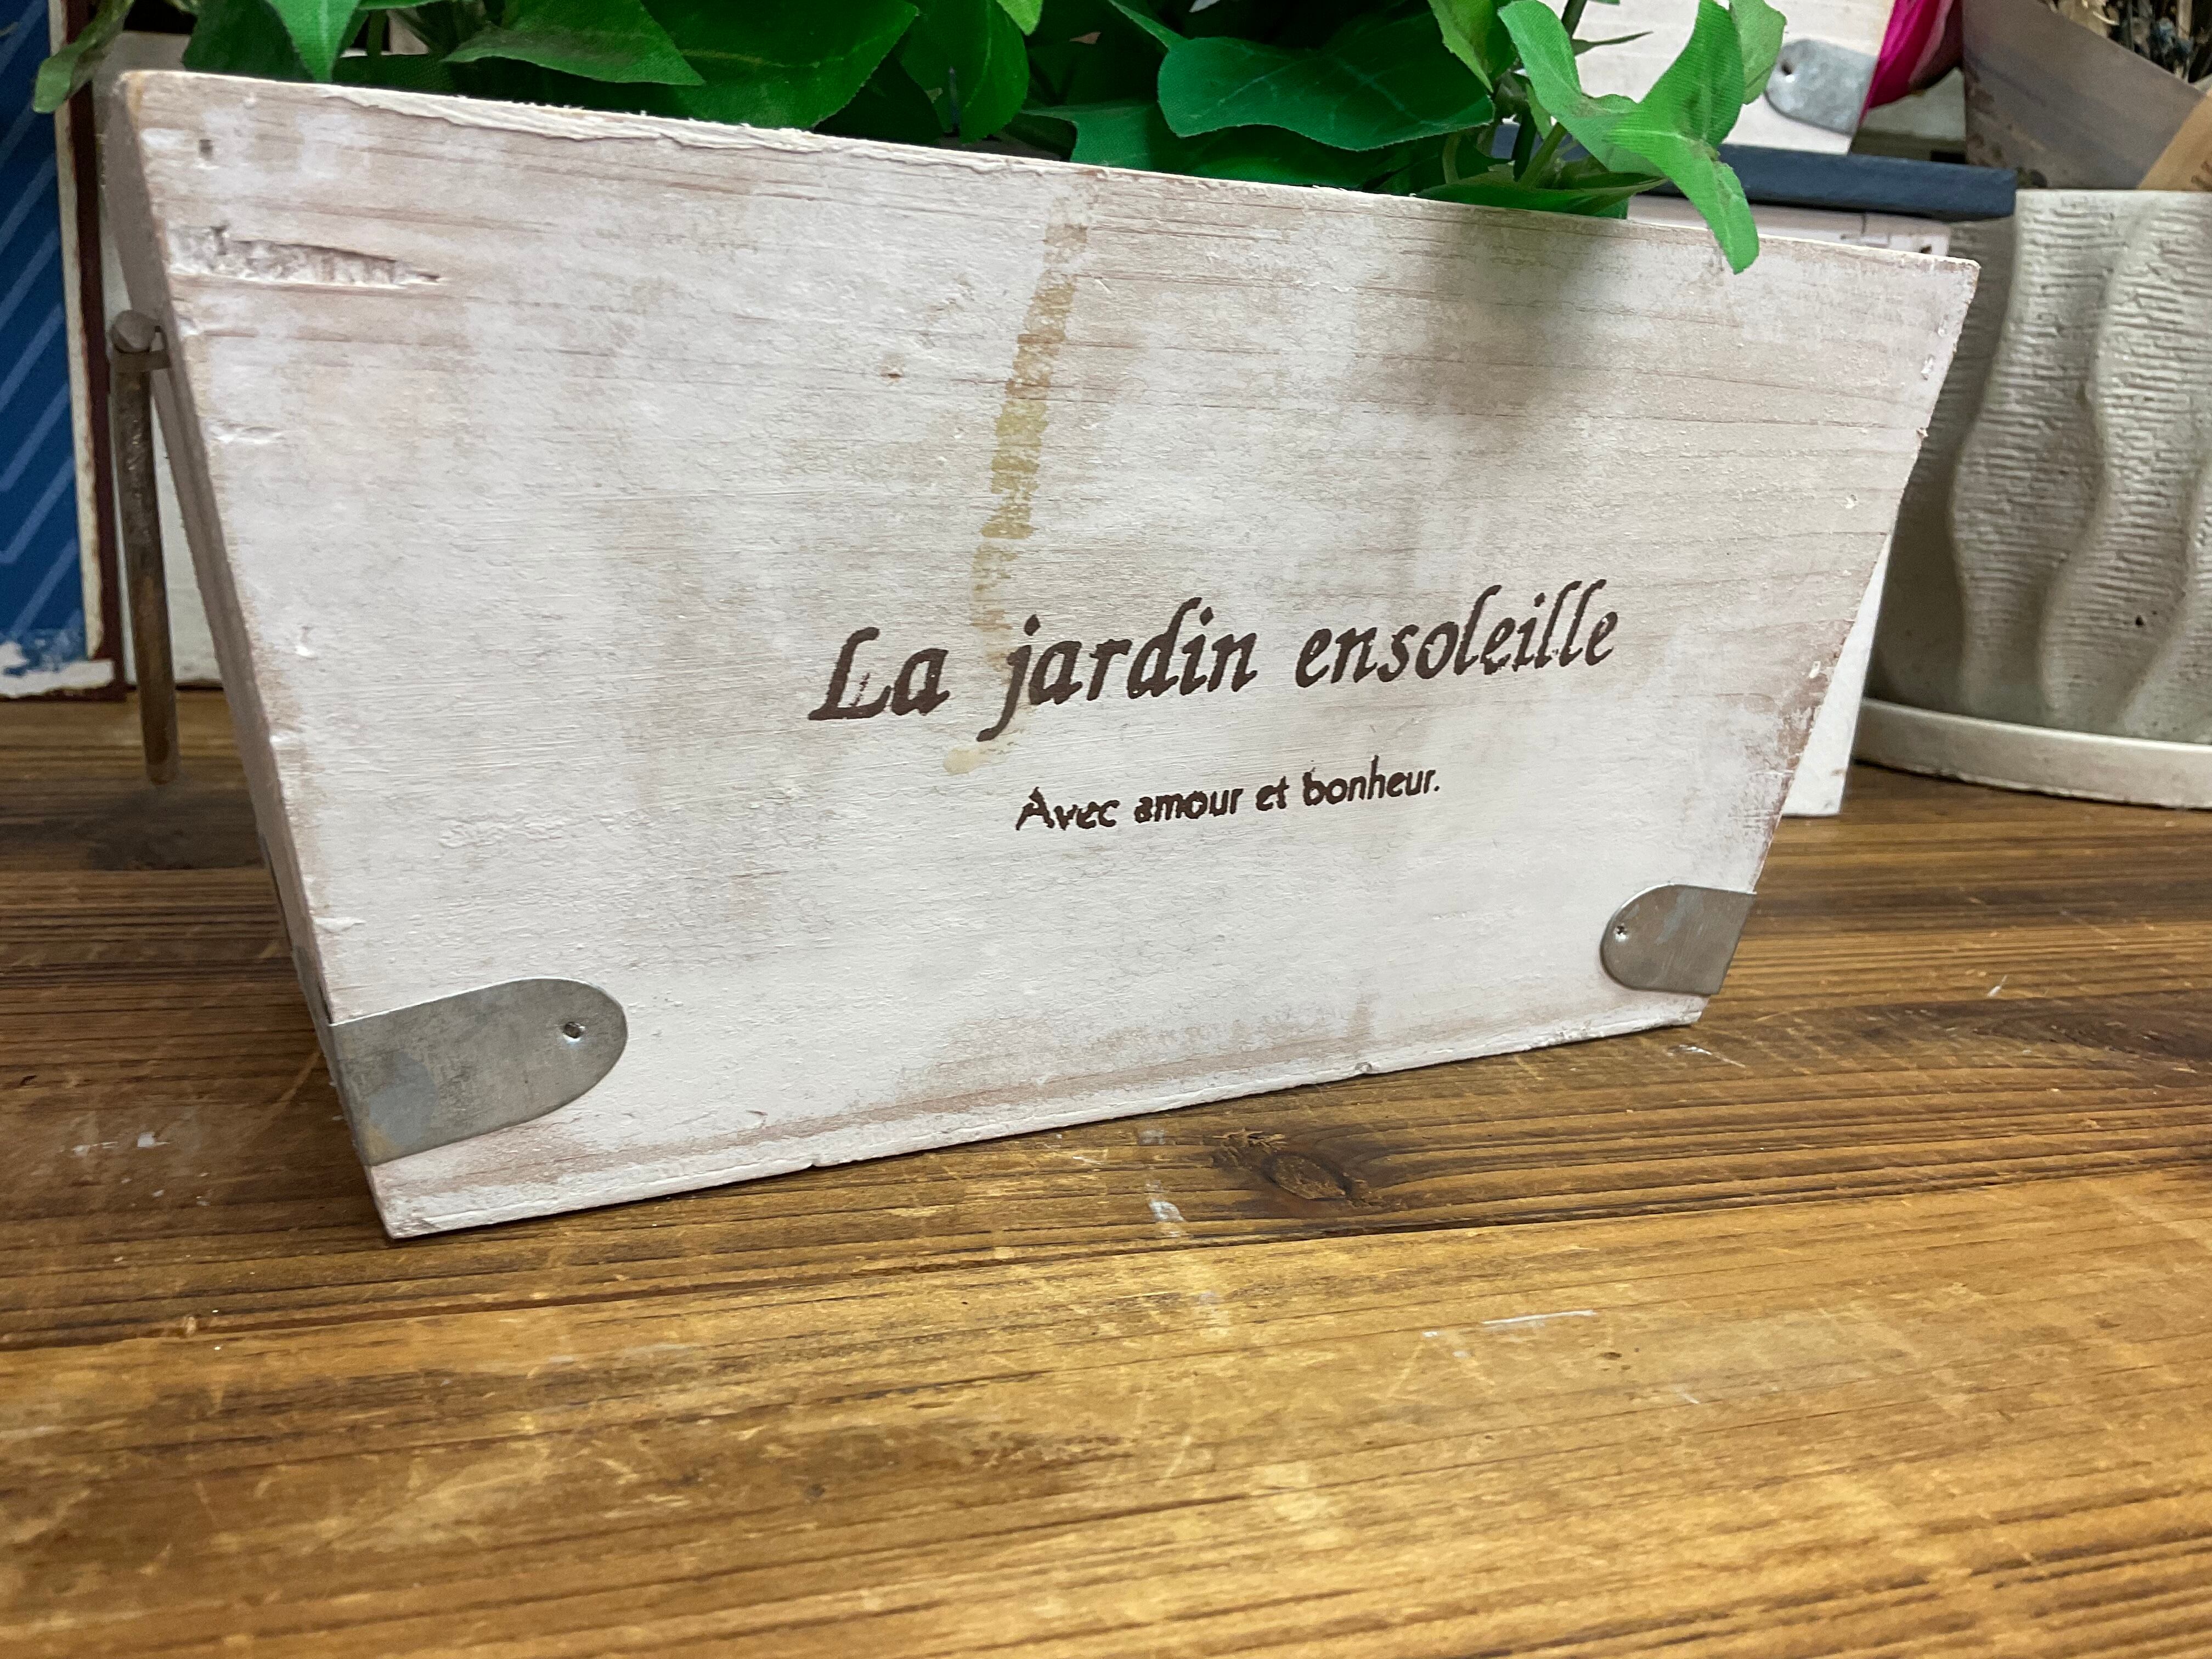 La jardin ensoleille
Avec amour et bonheur.